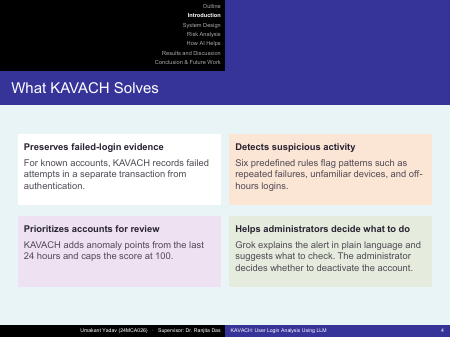 Outline
Introduction
System Design
Risk Analysis
How AI Helps
Results and Discussion
Conclusion & Future Work
What KAVACH Solves
Preserves failed-login evidence
For known accounts, KAVACH records failed
attempts in a separate transaction from
authentication.
Detects suspicious activity
Six predefined rules flag patterns such as
repeated failures, unfamiliar devices, and off-
hours logins.
Prioritizes accounts for review
KAVACH adds anomaly points from the last
24 hours and caps the score at 100.
Helps administrators decide what to do
Grok explains the alert in plain language and
suggests what to check. The administrator
decides whether to deactivate the account.
Umakant Yadav (24MCA026) · Supervisor: Dr. Ranjita Das
KAVACH: User Login Analysis Using LLM
4